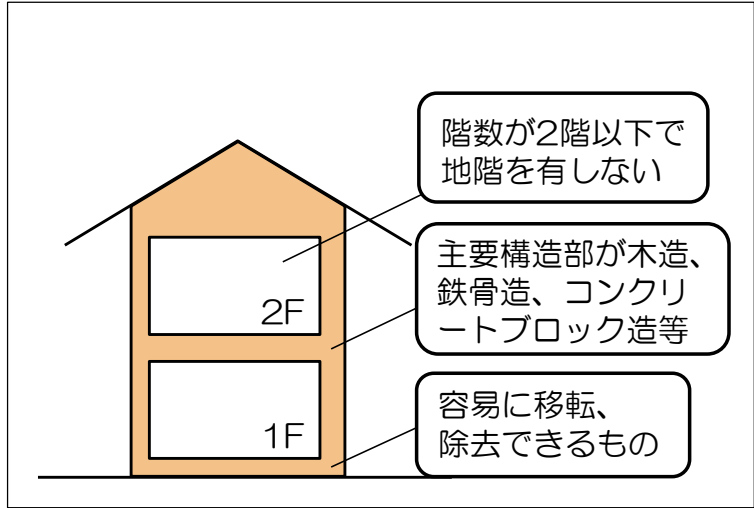 階数が2階以下で
地階を有しない
主要構造部が木造、
鉄骨造、コンクリ
ートブロック造等
2F
容易に移転、
除去できるもの
1F